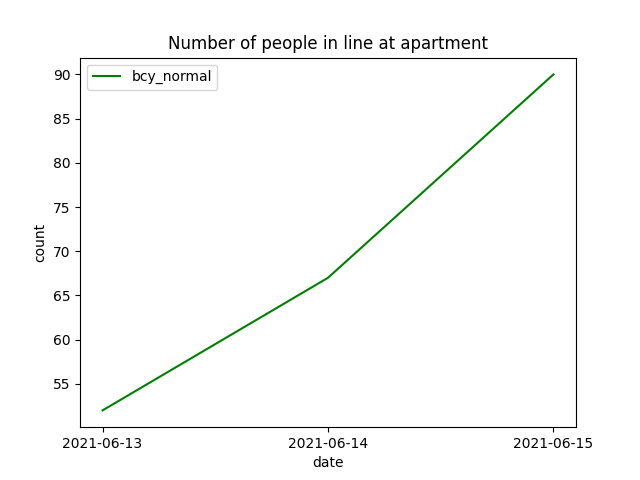 Number of people in line at apartment
bcy_normal
90
85
80
75
70
65
60
55
count
2021-06-13
2021-06-14
2021-06-15
date